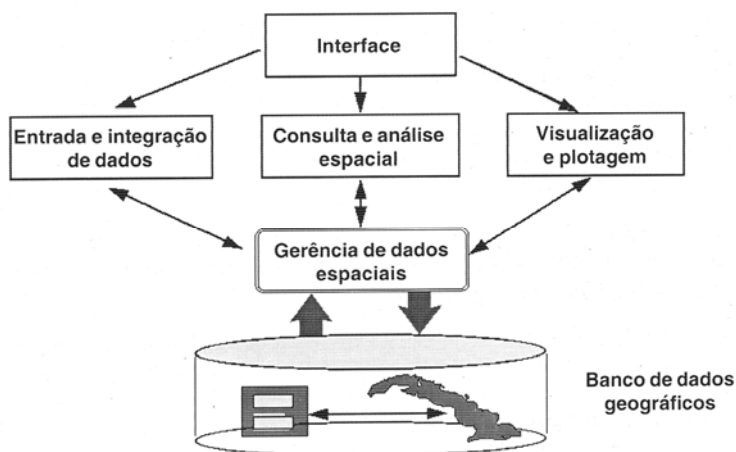 Interface
Entrada e integração
de dados
Consulta e análise
espacial
Visualização
e plotagem
Gerência de dados
espaciais
Banco de dados
geográficos